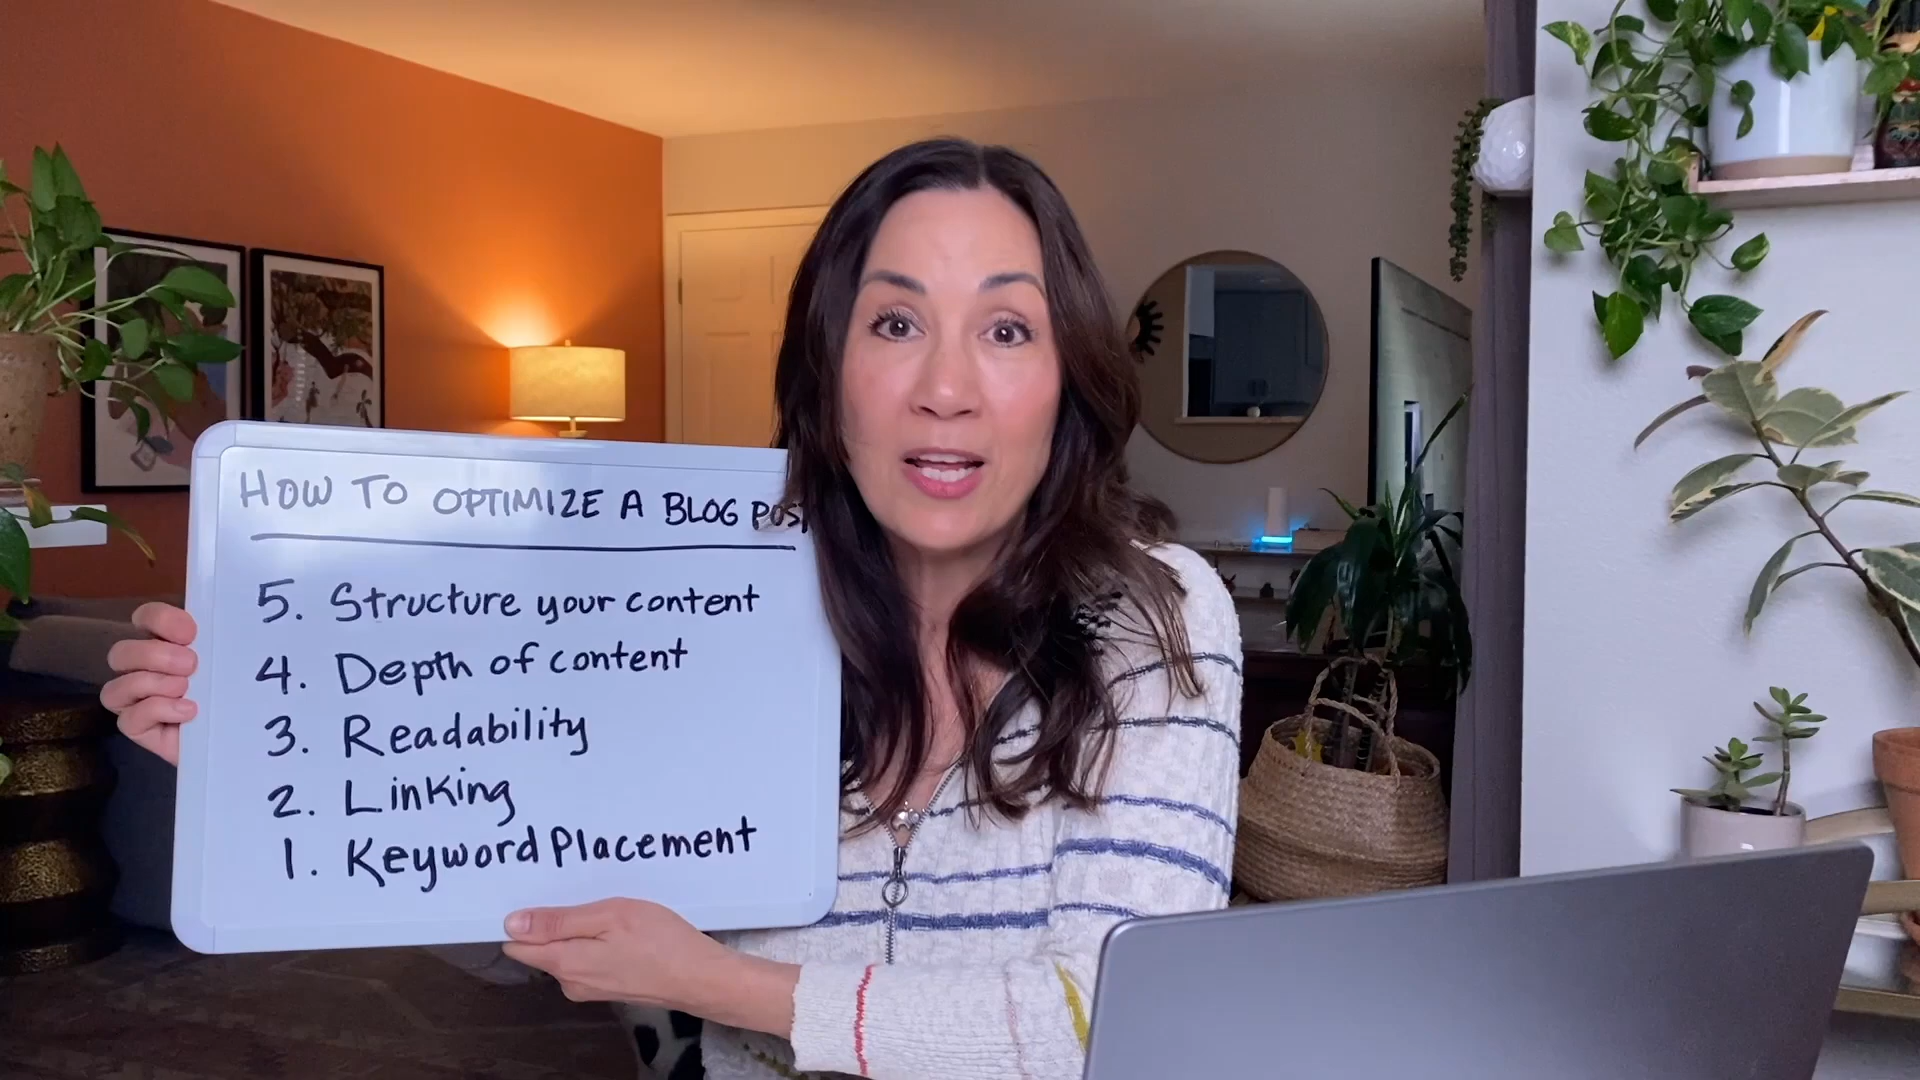 HOW TO OPTIMIZE A BLOG POST
5. Structure your content
4. Depth of content
3. Readability
2. Linking
1. Keyword Placement